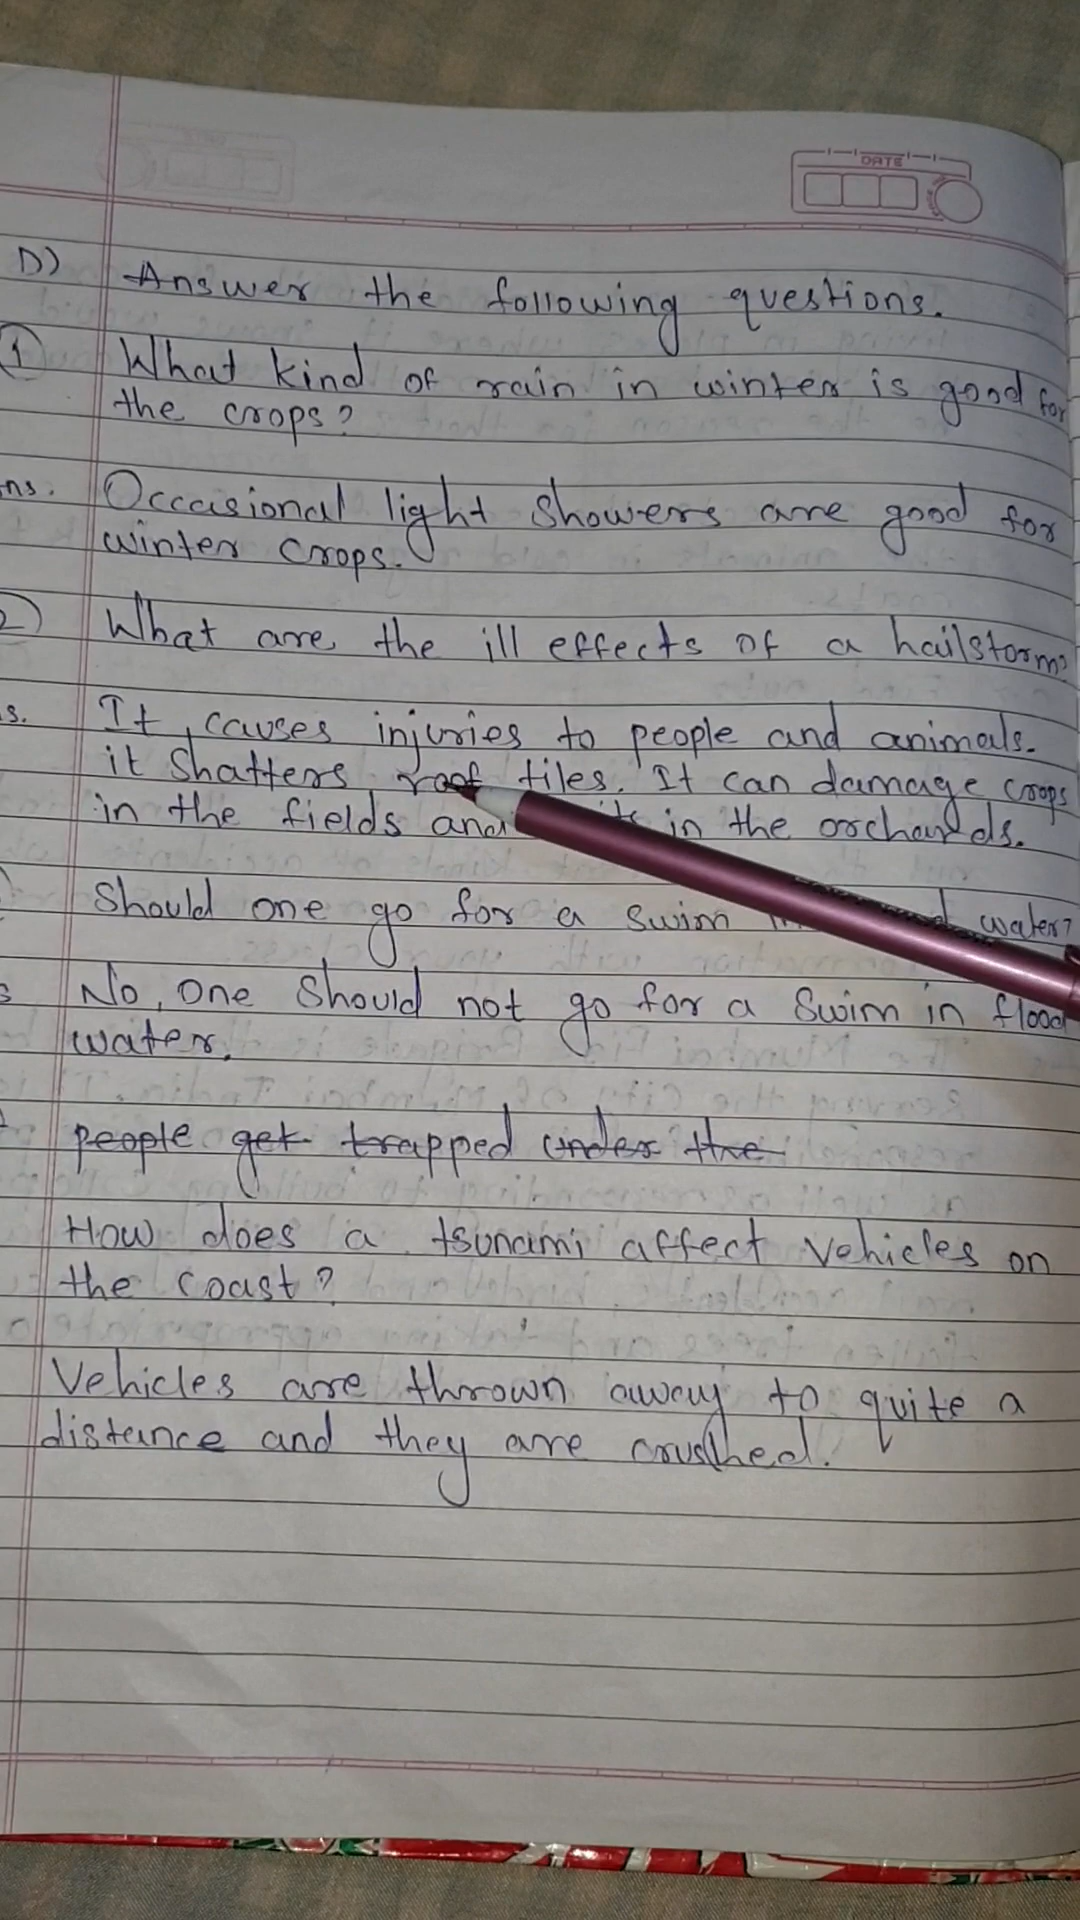 DATE
D) Answer the following questions.
1 What kind of rain in winter is good for
the crops?
ns. Occasional light showers are good for
winter crops.
2) What are the ill effects of a hailstorm?
s. It causes injuries to people and animals.
it shatters roof tiles. It can damage crops
in the fields and in the orchards.
Should one go for a swim water?
s No, one should not go for a swim in flood
water.
people get trapped under the
How does a tsunami affect vehicles on
the coast?
Vehicles are thrown away to quite a
distance and they are crushed.